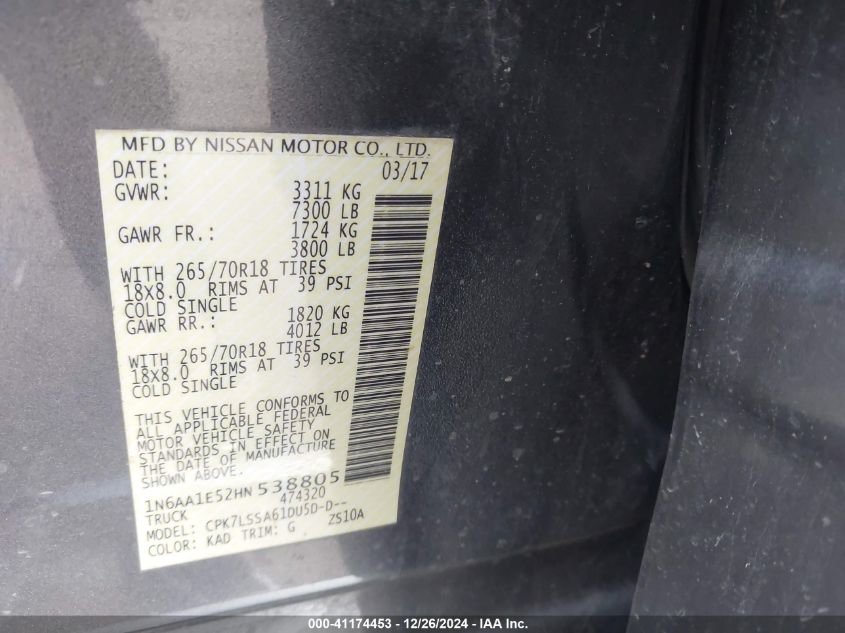 MFD BY NISSAN MOTOR CO., LTD.
DATE: 03/17
GVWR: 3311 KG
7300 LB
GAWR FR.: 1724 KG
3800 LB
WITH 265/70R18 TIRES
18X8.0 RIMS AT 39 PSI
COLD SINGLE
GAWR RR.: 1820 KG
4012 LB
WITH 265/70R18 TIRES
18X8.0 RIMS AT 39 PSI
COLD SINGLE
THIS VEHICLE CONFORMS TO
ALL APPLICABLE FEDERAL
MOTOR VEHICLE SAFETY
STANDARDS IN EFFECT ON
THE DATE OF MANUFACTURE
SHOWN ABOVE.
1N6AA1E52HN538805
TRUCK 474320
MODEL: CPK7LSSA61DU5D-D--
COLOR: KAD TRIM: G ZS10A
000-41174453 - 12/26/2024 - IAA Inc.